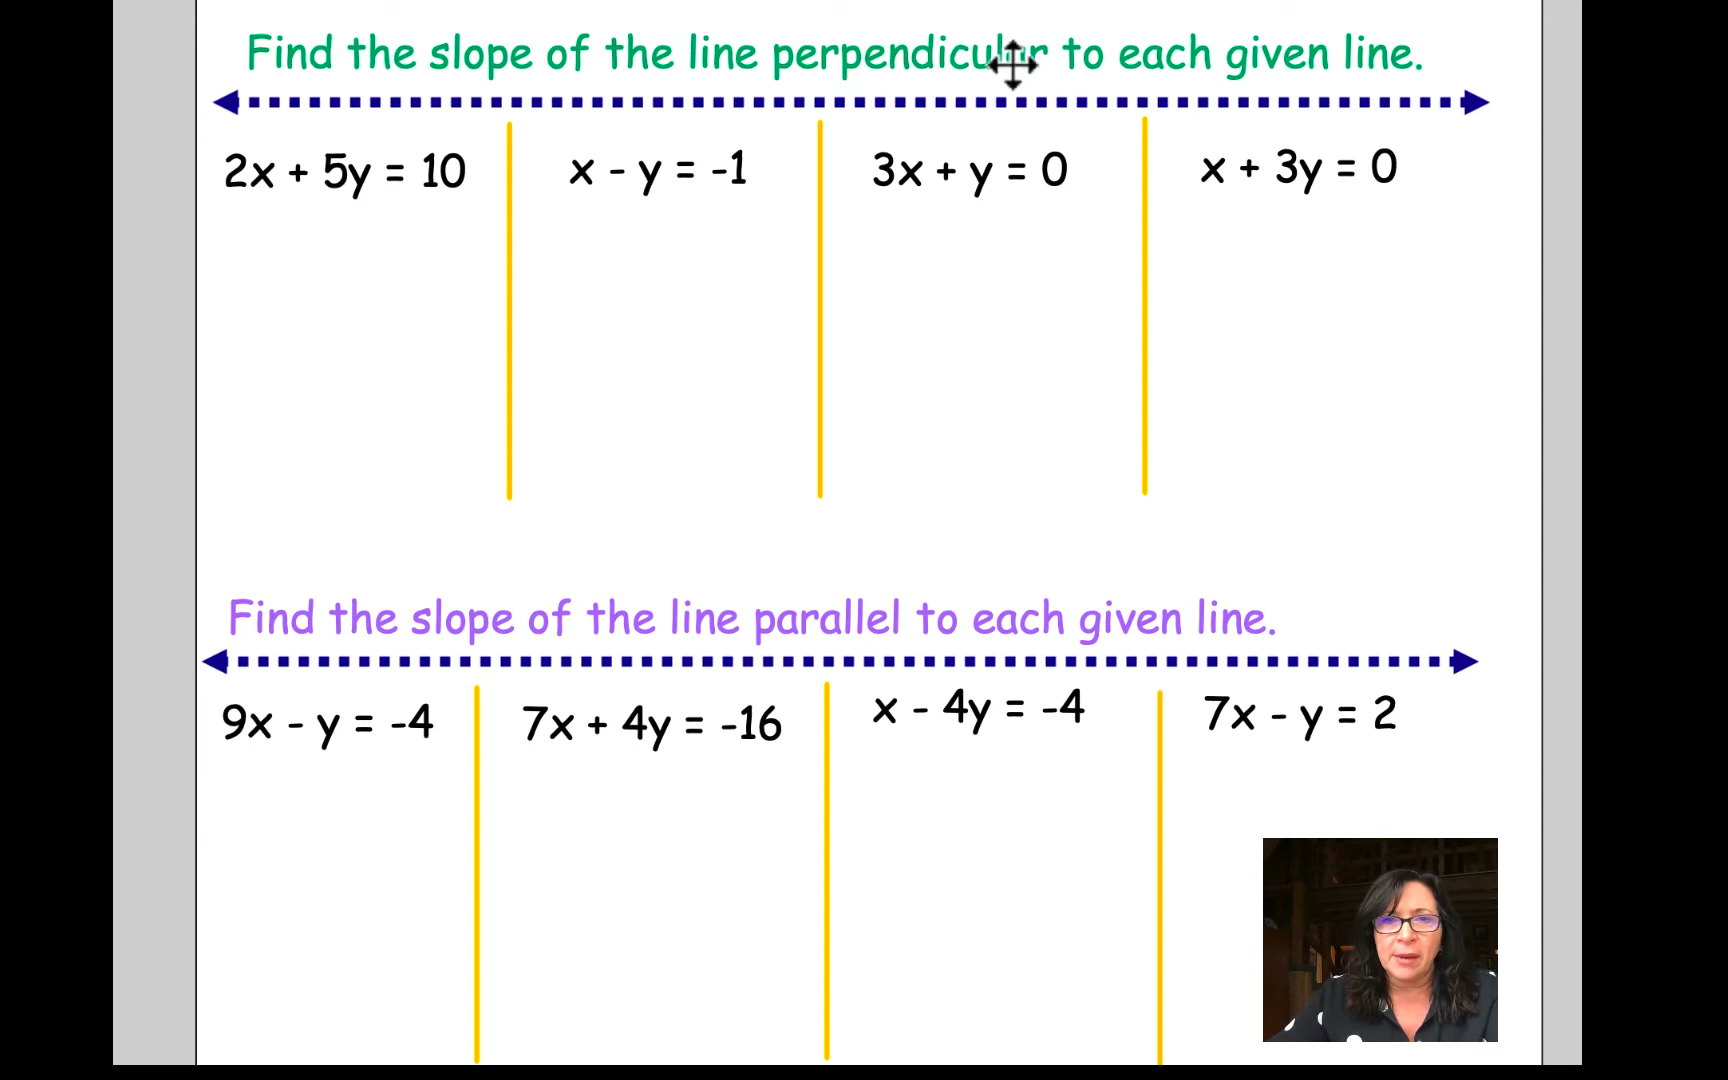 Find the slope of the line perpendicular to each given line.
2x + 5y = 10
x - y = -1
3x + y = 0
x + 3y = 0
Find the slope of the line parallel to each given line.
9x - y = -4
7x + 4y = -16
x - 4y = -4
7x - y = 2